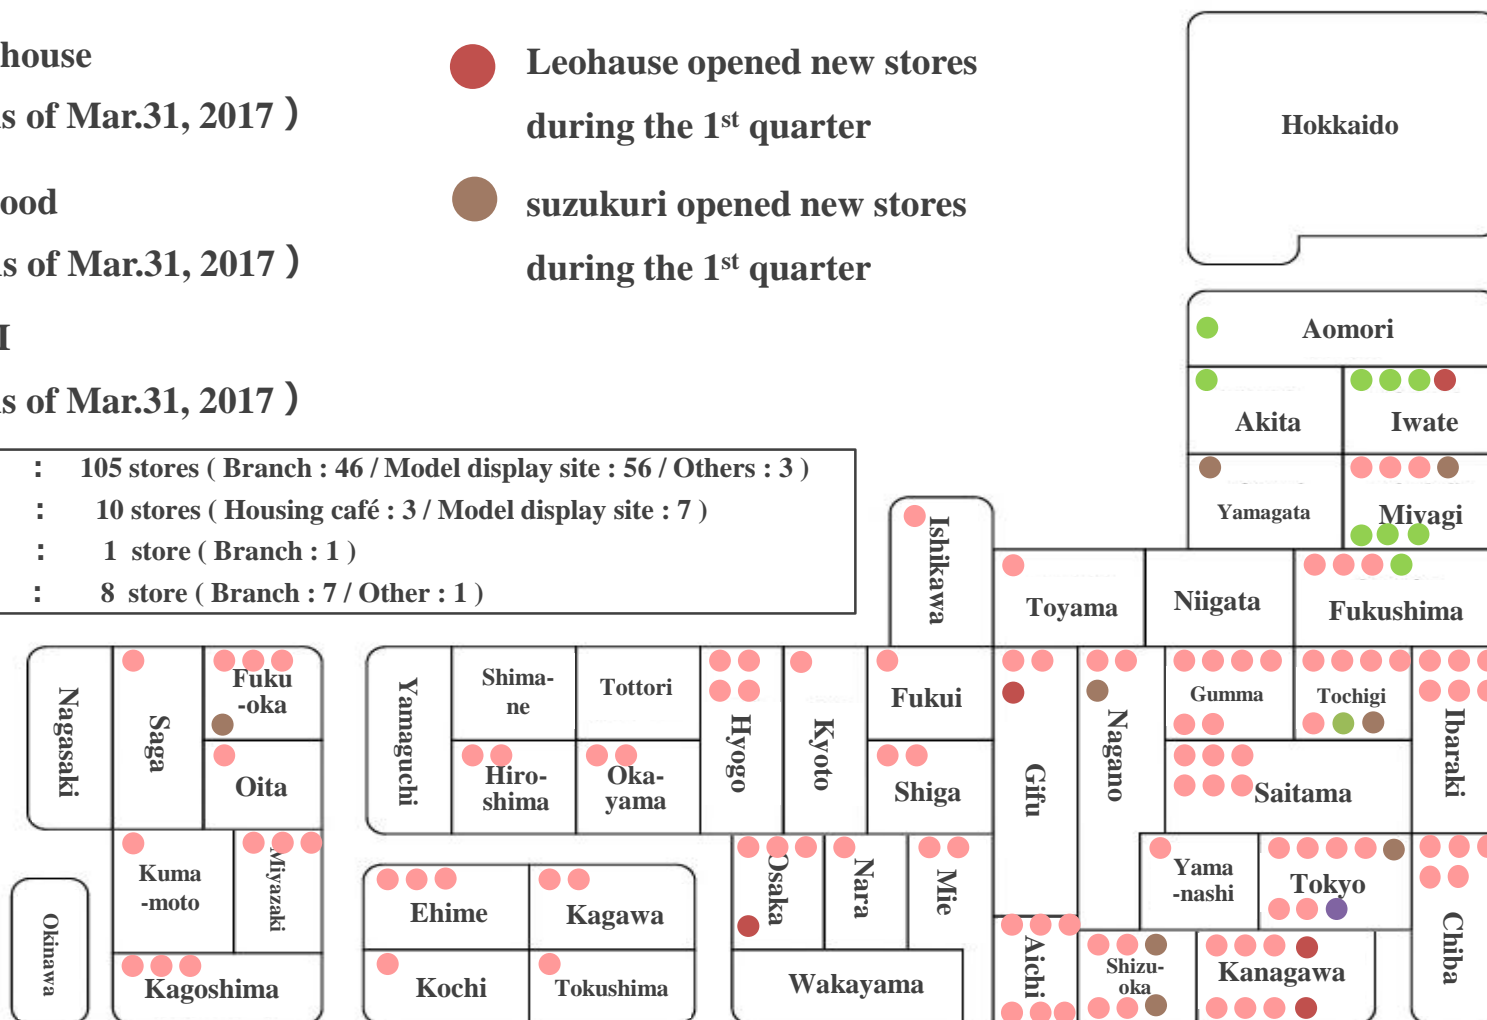 house
Leohause opened new stores
s of Mar.31, 2017 )
during the 1st quarter
ood
suzukuri opened new stores
s of Mar.31, 2017 )
during the 1st quarter
I
s of Mar.31, 2017 )
: 105 stores ( Branch : 46 / Model display site : 56 / Others : 3 )
: 10 stores ( Housing café : 3 / Model display site : 7 )
: 1 store ( Branch : 1 )
: 8 store ( Branch : 7 / Other : 1 )
Hokkaido
Aomori
Akita
Iwate
Yamagata
Miyagi
Ishikawa
Toyama
Niigata
Fukushima
Nagasaki
Saga
Fuku
-oka
Oita
Kuma
-moto
Miyazaki
Okinawa
Kagoshima
Yamaguchi
Shima-
ne
Tottori
Hiro-
shima
Oka-
yama
Hyogo
Kyoto
Fukui
Shiga
Gifu
Nagano
Gumma
Tochigi
Ibaraki
Saitama
Ehime
Kagawa
Kochi
Tokushima
Osaka
Nara
Mie
Wakayama
Aichi
Shizu-
oka
Yama
-nashi
Tokyo
Kanagawa
Chiba